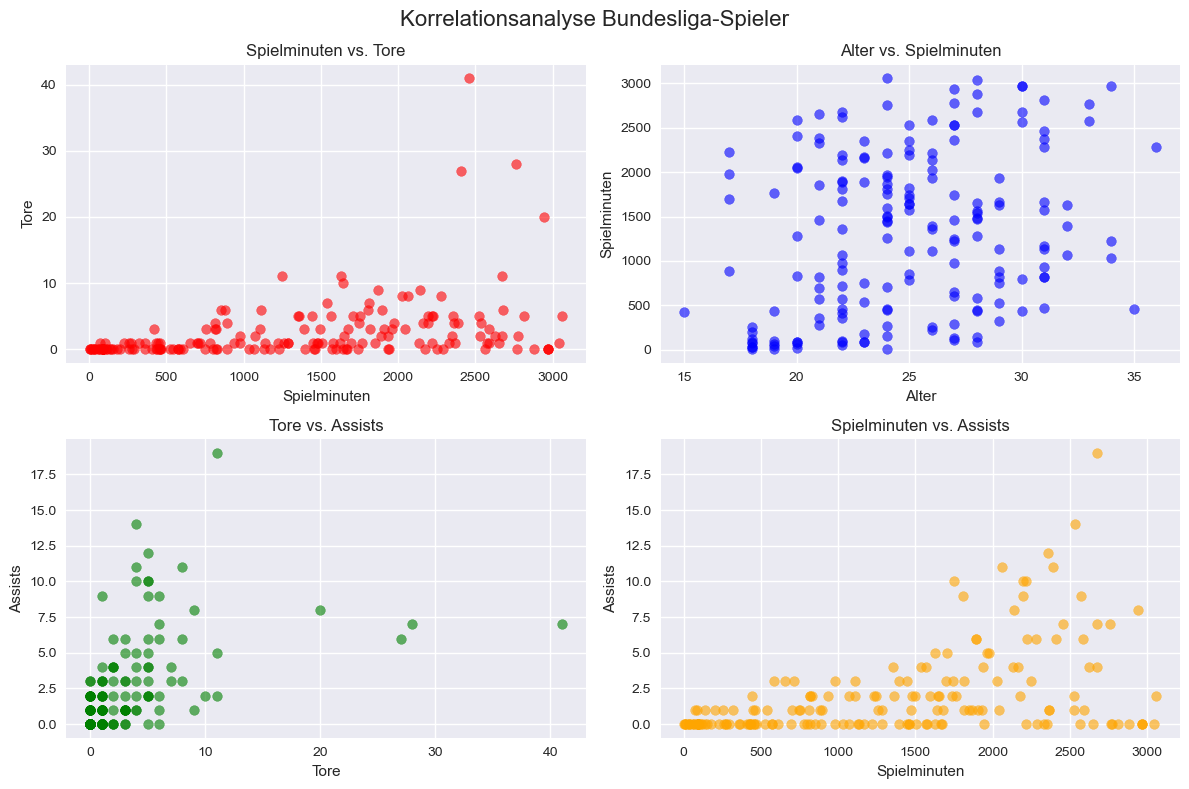 Korrelationsanalyse Bundesliga-Spieler
Spielminuten vs. Tore
40
30
20
10
0
Tore
0 500 1000 1500 2000 2500 3000
Spielminuten
Alter vs. Spielminuten
3000
2500
2000
1500
1000
500
0
Spielminuten
15 20 25 30 35
Alter
Tore vs. Assists
17.5
15.0
12.5
10.0
7.5
5.0
2.5
0.0
Assists
0 10 20 30 40
Tore
Spielminuten vs. Assists
17.5
15.0
12.5
10.0
7.5
5.0
2.5
0.0
Assists
0 500 1000 1500 2000 2500 3000
Spielminuten